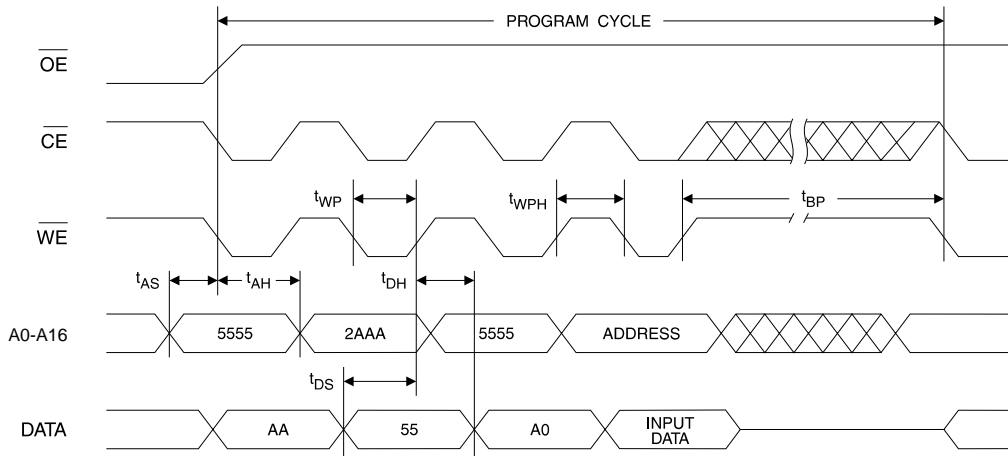 PROGRAM CYCLE
OE
CE
tWP
tWPH
tBP
WE
tAS
tAH
tDH
A0-A16
5555
2AAA
5555
ADDRESS
tDS
DATA
AA
55
A0
INPUT
DATA